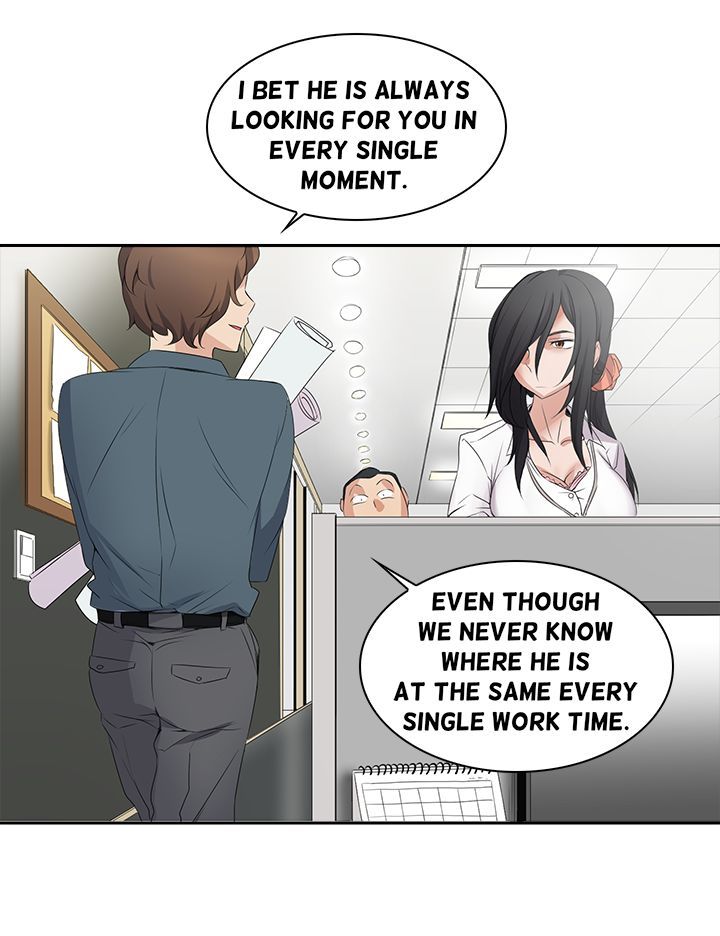 I BET HE IS ALWAYS
LOOKING FOR YOU IN
EVERY SINGLE
MOMENT.
EVEN THOUGH
WE NEVER KNOW
WHERE HE IS
AT THE SAME EVERY
SINGLE WORK TIME.